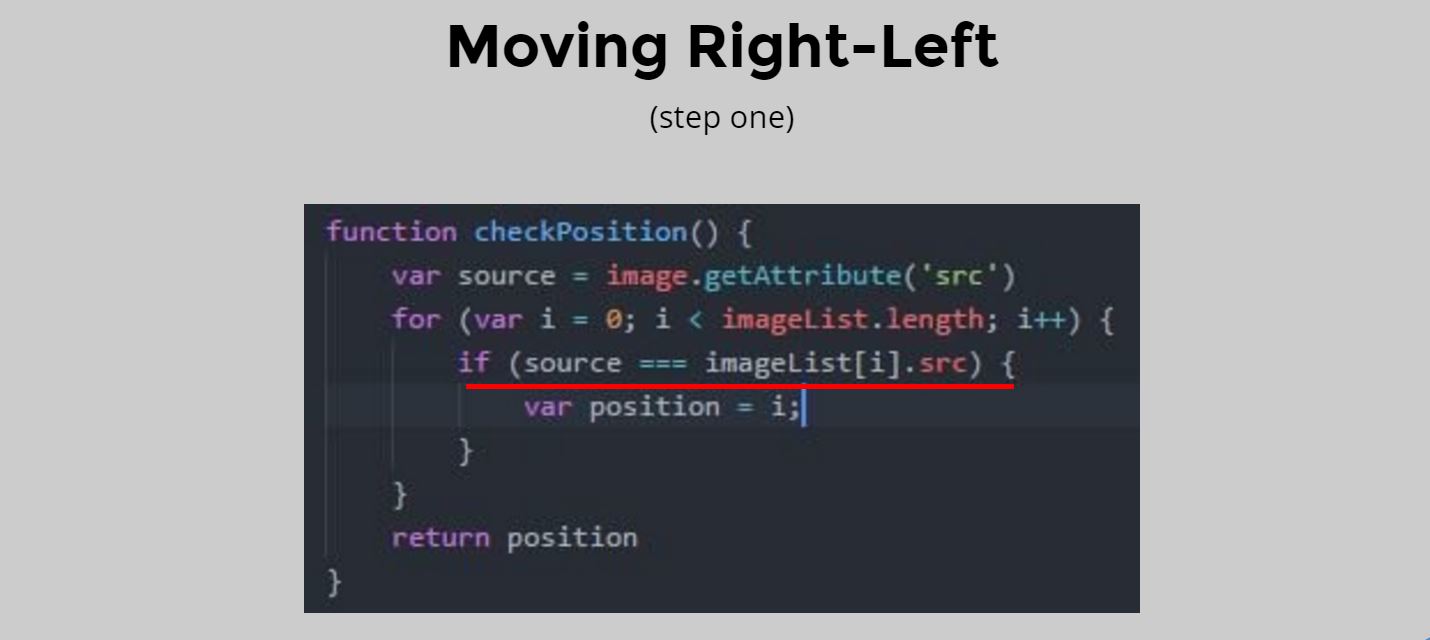 Moving Right-Left
(step one)
function checkPosition() {
var source = image.getAttribute('src')
for (var i = 0; i < imageList.length; i++) {
if (source === imageList[i].src) {
var position = i;
}
}
return position
}